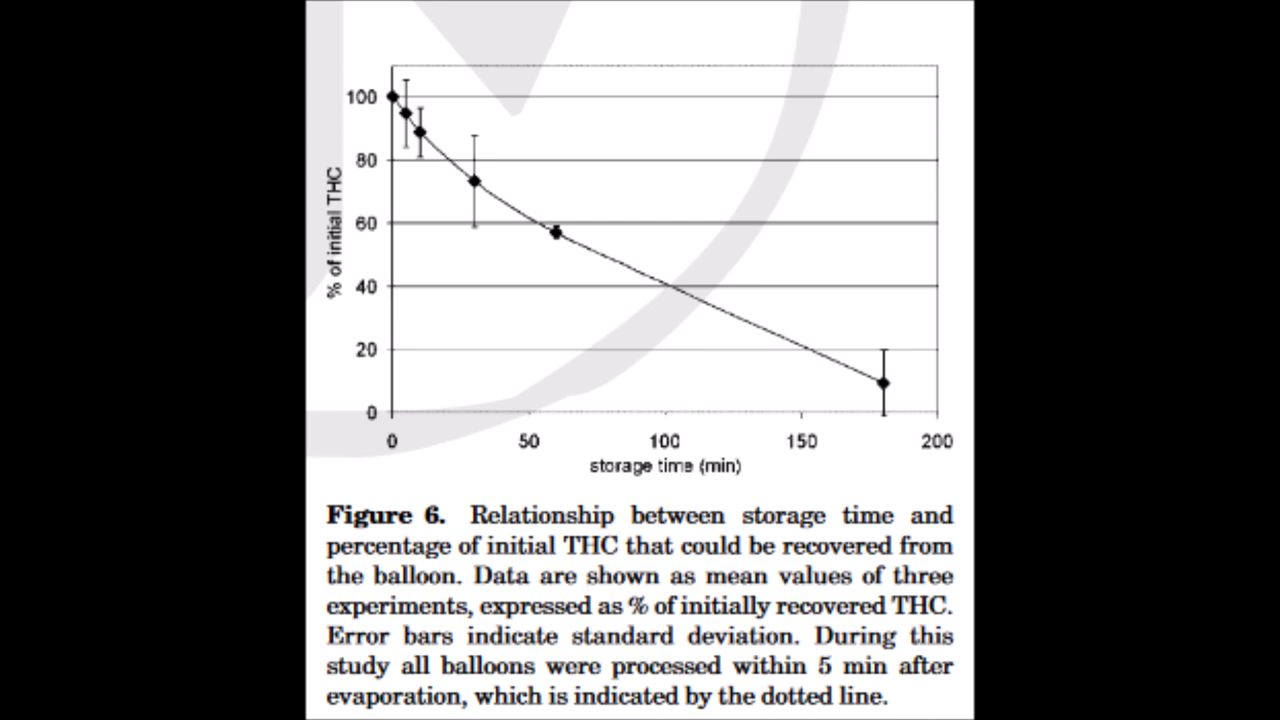 100
80
60
40
20
0
% of initial THC
0 50 100 150 200
storage time (min)
Figure 6. Relationship between storage time and
percentage of initial THC that could be recovered from
the balloon. Data are shown as mean values of three
experiments, expressed as % of initially recovered THC.
Error bars indicate standard deviation. During this
study all balloons were processed within 5 min after
evaporation, which is indicated by the dotted line.